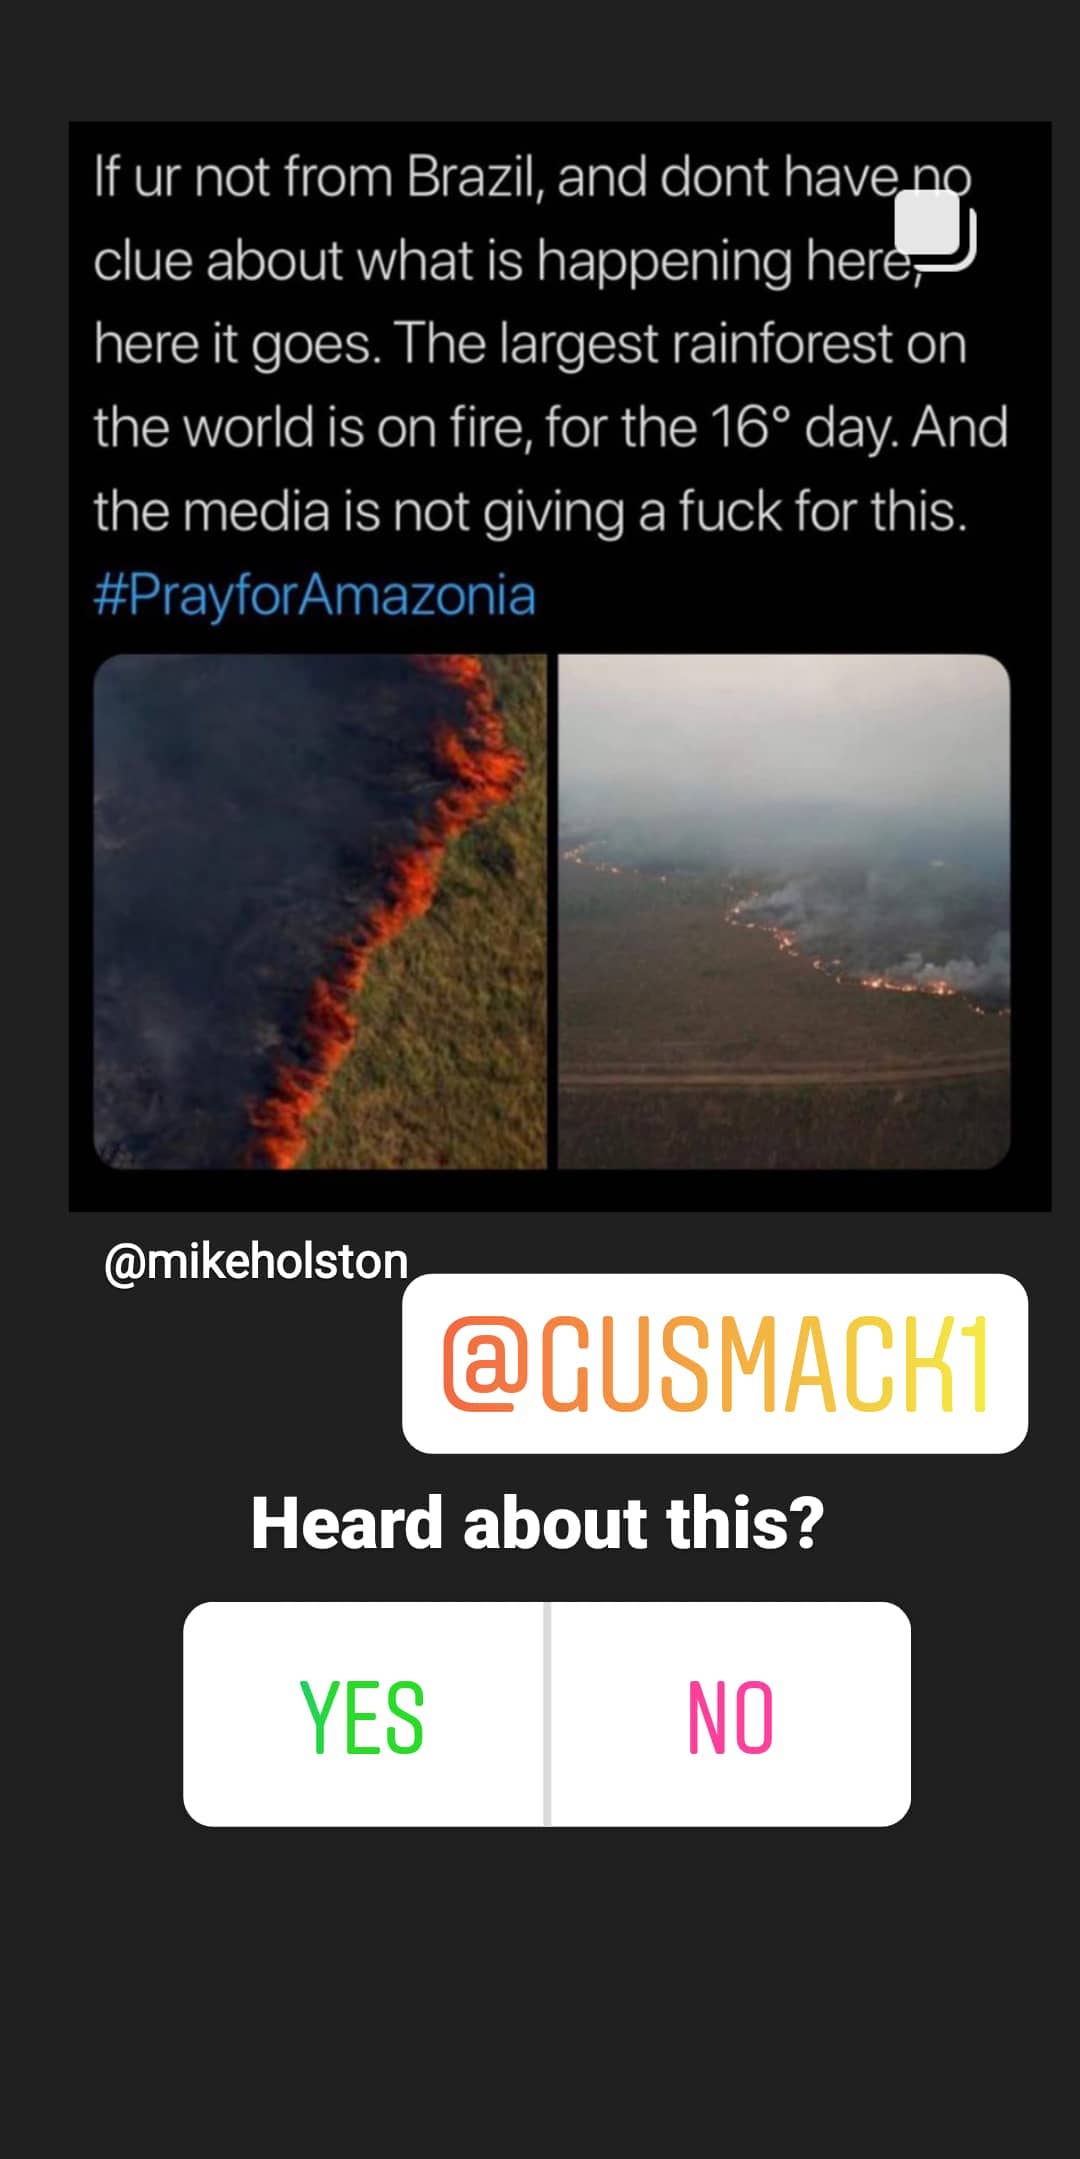 If ur not from Brazil, and dont have no
clue about what is happening here,
here it goes. The largest rainforest on
the world is on fire, for the 16° day. And
the media is not giving a fuck for this.
#PrayforAmazonia
@mikeholston
@GUSMACK1
Heard about this?
YES
NO